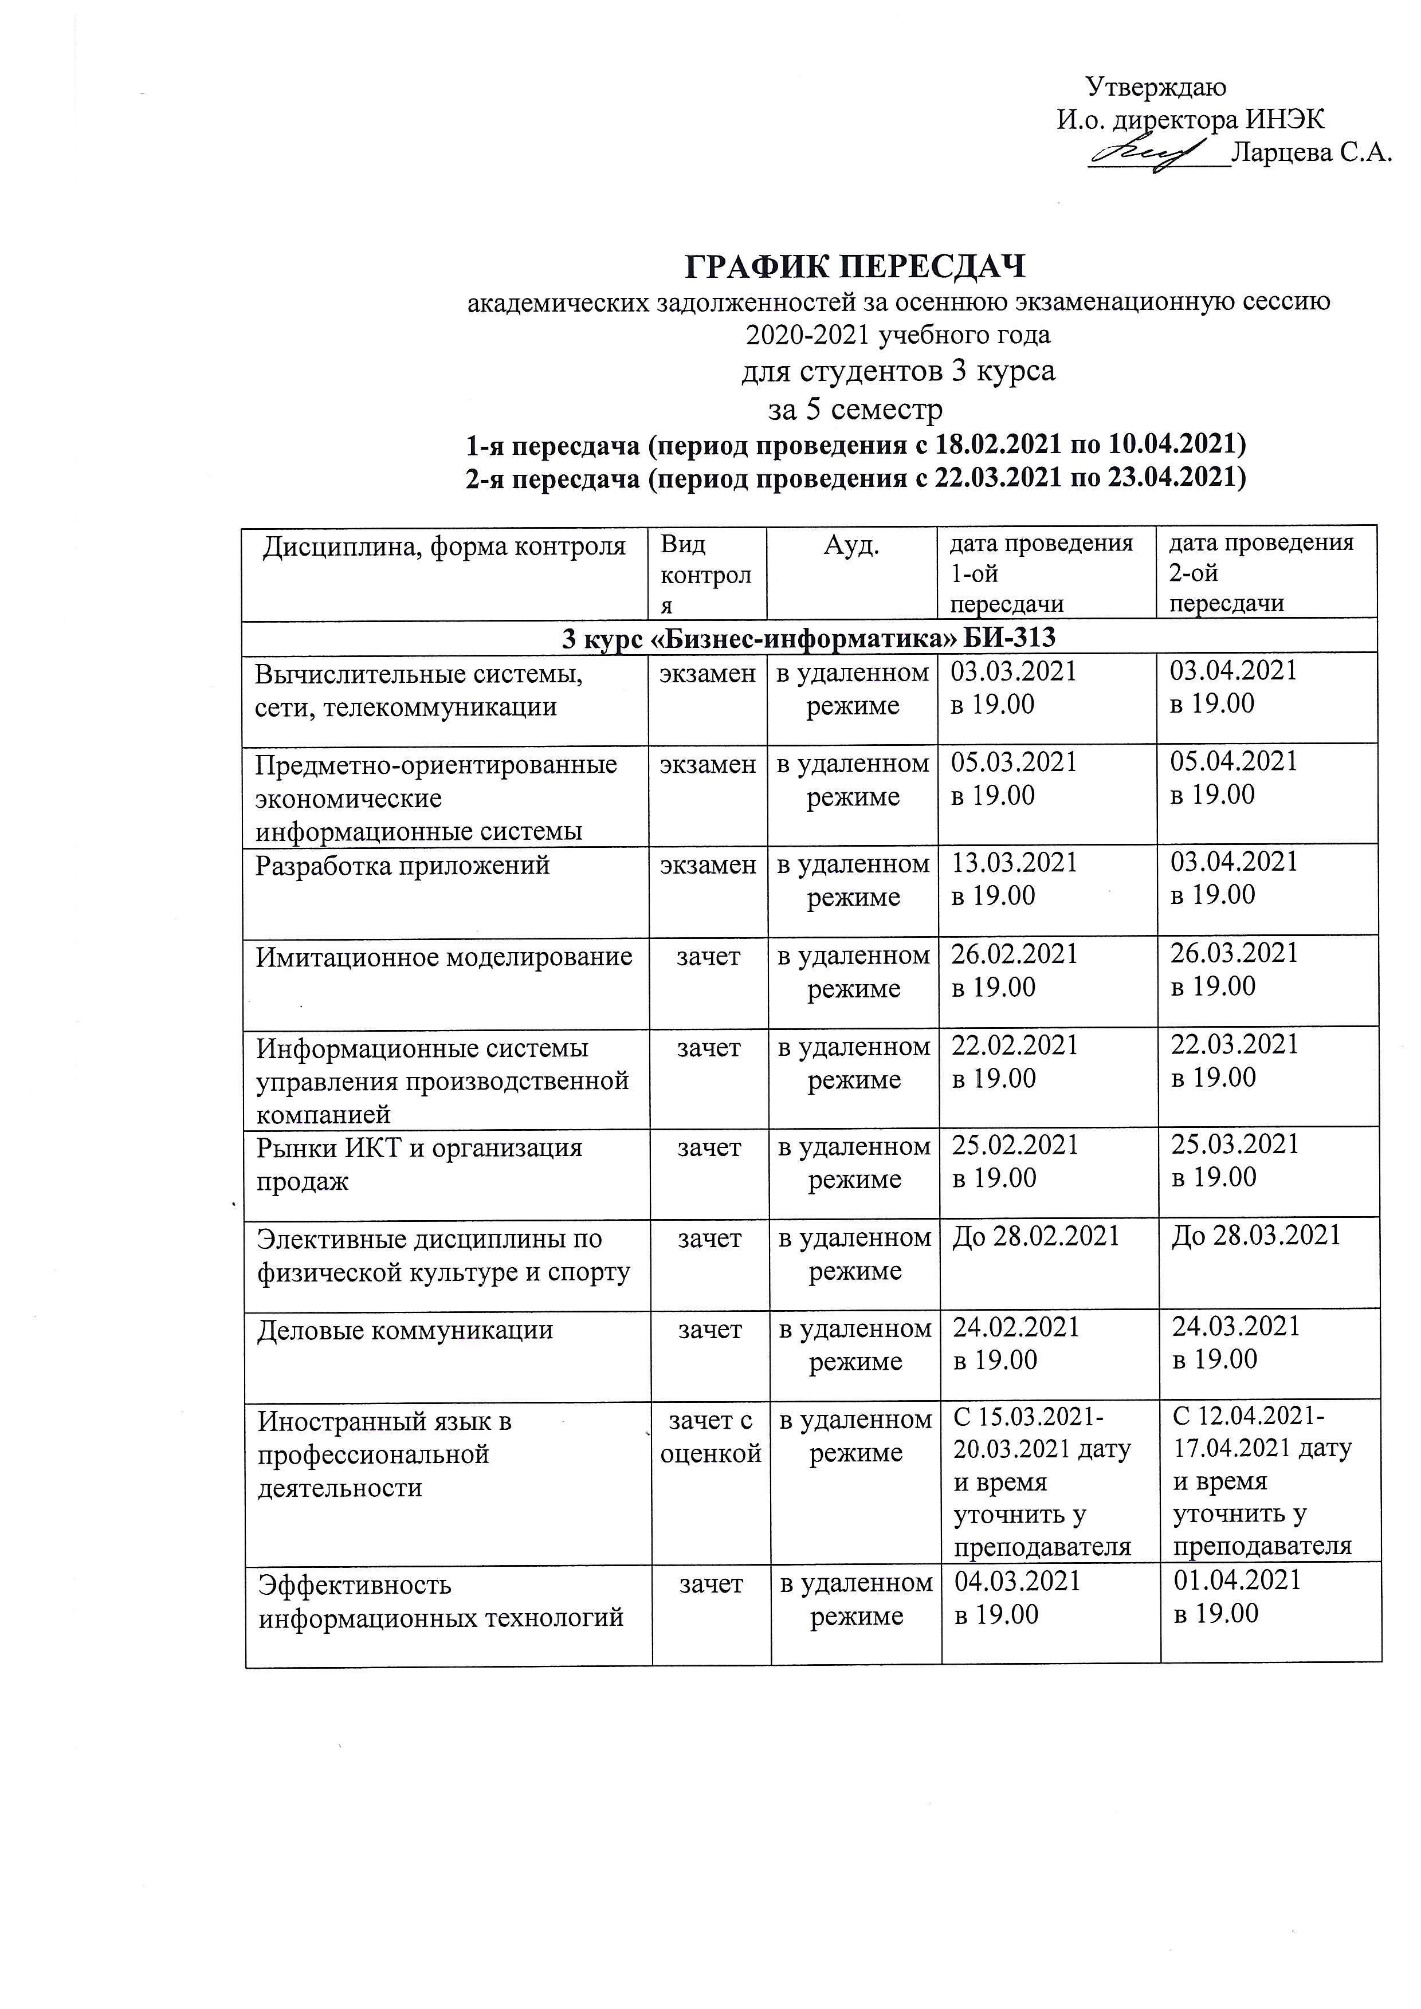 Утверждаю
И.о. директора ИНЭК
Ларцева С.А.
ГРАФИК ПЕРЕСДАЧ
академических задолженностей за осеннюю экзаменационную сессию
2020-2021 учебного года
для студентов 3 курса
за 5 семестр
1-я пересдача (период проведения с 18.02.2021 по 10.04.2021)
2-я пересдача (период проведения с 22.03.2021 по 23.04.2021)
Дисциплина, форма контроля
Вид
контрол
я
Ауд.
дата проведения
1-ой
пересдачи
дата проведения
2-ой
пересдачи
3 курс «Бизнес-информатика» БИ-313
Вычислительные системы,
сети, телекоммуникации
экзамен
в удаленном
режиме
03.03.2021
в 19.00
03.04.2021
в 19.00
Предметно-ориентированные
экономические
информационные системы
экзамен
в удаленном
режиме
05.03.2021
в 19.00
05.04.2021
в 19.00
Разработка приложений
экзамен
в удаленном
режиме
13.03.2021
в 19.00
03.04.2021
в 19.00
Имитационное моделирование
зачет
в удаленном
режиме
26.02.2021
в 19.00
26.03.2021
в 19.00
Информационные системы
управления производственной
компанией
зачет
в удаленном
режиме
22.02.2021
в 19.00
22.03.2021
в 19.00
Рынки ИКТ и организация
продаж
зачет
в удаленном
режиме
25.02.2021
в 19.00
25.03.2021
в 19.00
Элективные дисциплины по
физической культуре и спорту
зачет
в удаленном
режиме
До 28.02.2021
До 28.03.2021
Деловые коммуникации
зачет
в удаленном
режиме
24.02.2021
в 19.00
24.03.2021
в 19.00
Иностранный язык в
профессиональной
деятельности
зачет с
оценкой
в удаленном
режиме
С 15.03.2021-
20.03.2021 дату
и время
уточнить у
преподавателя
С 12.04.2021-
17.04.2021 дату
и время
уточнить у
преподавателя
Эффективность
информационных технологий
зачет
в удаленном
режиме
04.03.2021
в 19.00
01.04.2021
в 19.00